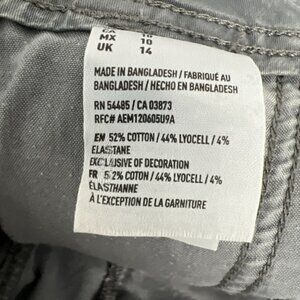 CA 10
MX 10
UK 14
MADE IN BANGLADESH / FABRIQUÉ AU
BANGLADESH / HECHO EN BANGLADESH
RN 54485 / CA 03873
RFC# AEM120605U9A
EN 52% COTTON / 44% LYOCELL / 4%
ELASTANE
EXCLUSIVE OF DECORATION
FR 52% COTON / 44% LYOCELL / 4%
ÉLASTHANNE
À L'EXCEPTION DE LA GARNITURE